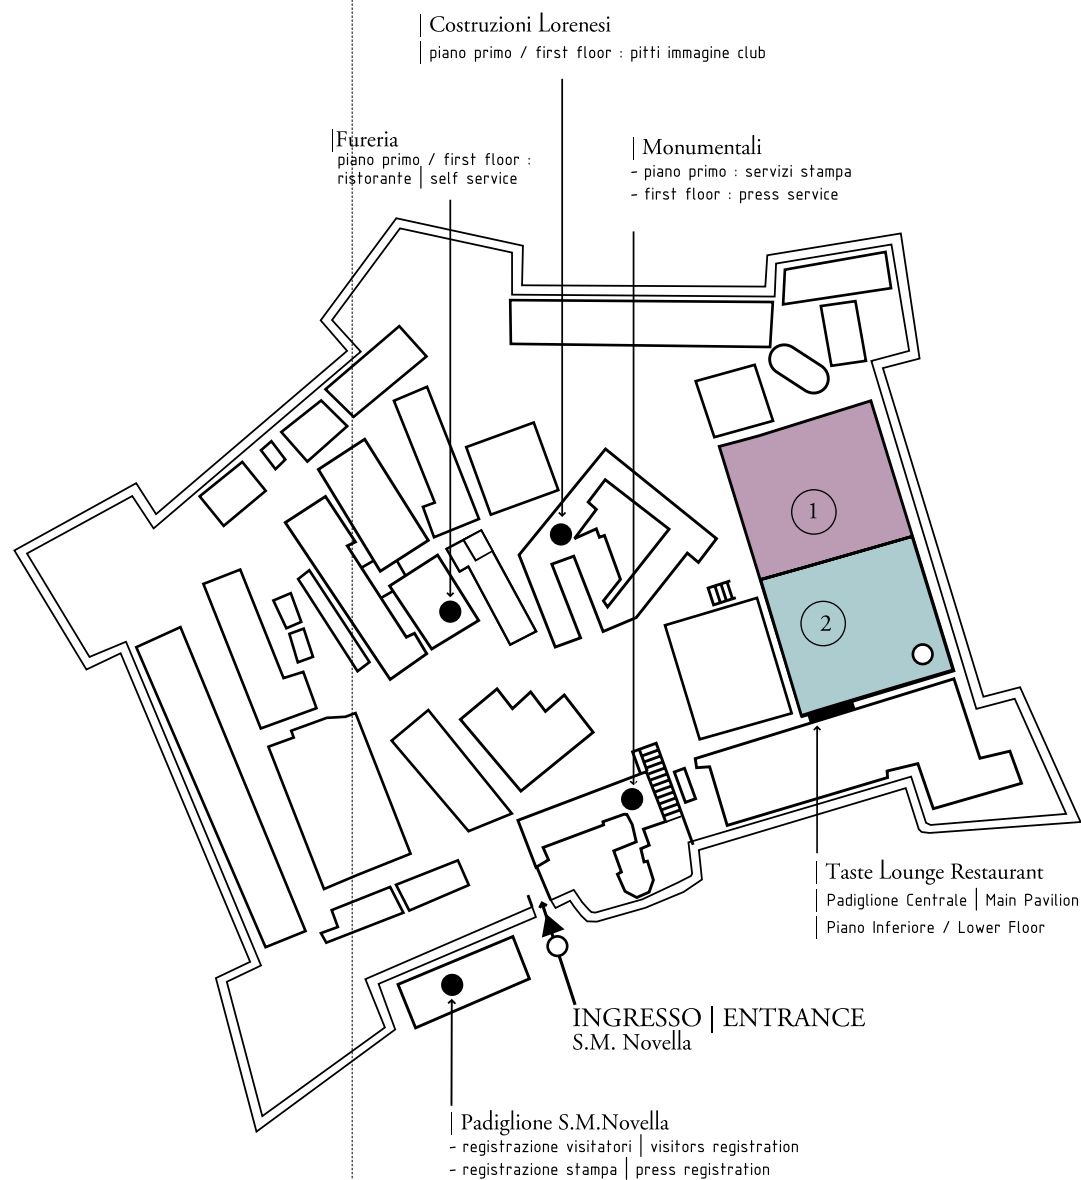 Costruzioni Lorenesi
piano primo / first floor : pitti immagine club
Fureria
piano primo / first floor :
ristorante | self service
Monumentali
- piano primo : servizi stampa
- first floor : press service
1
2
Taste Lounge Restaurant
Padiglione Centrale | Main Pavilion
Piano Inferiore / Lower Floor
INGRESSO | ENTRANCE
S.M. Novella
Padiglione S.M.Novella
- registrazione visitatori | visitors registration
- registrazione stampa | press registration